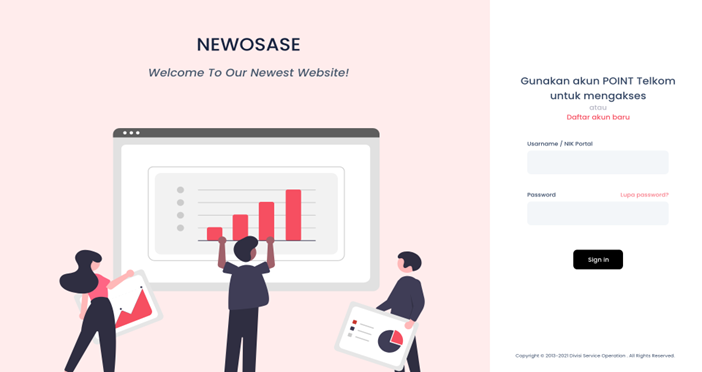 NEWOSASE
Welcome To Our Newest Website!
Gunakan akun POINT Telkom
untuk mengakses
atau
Daftar akun baru
Usarname / NIK Portal
Password
Lupa password?
Sign in
Copyright © 2013-2021 Divisi Service Operation . All Rights Reserved.